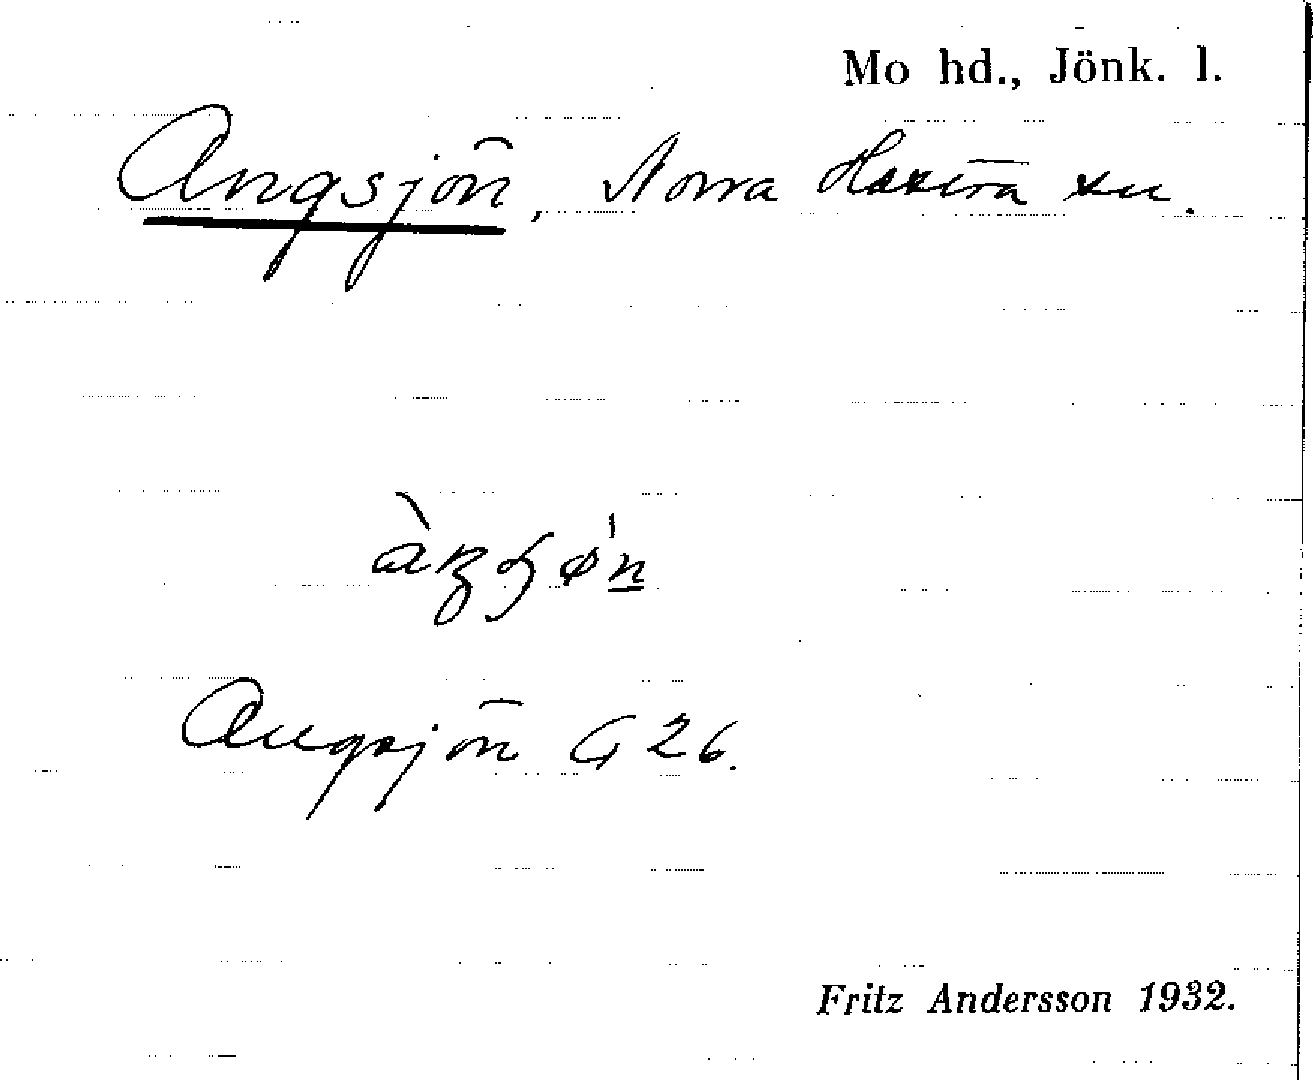 Mo hd., Jönk. l.
Angsjön, Norra Hestra sn.
Angsjön G 26.
Fritz Andersson 1932.